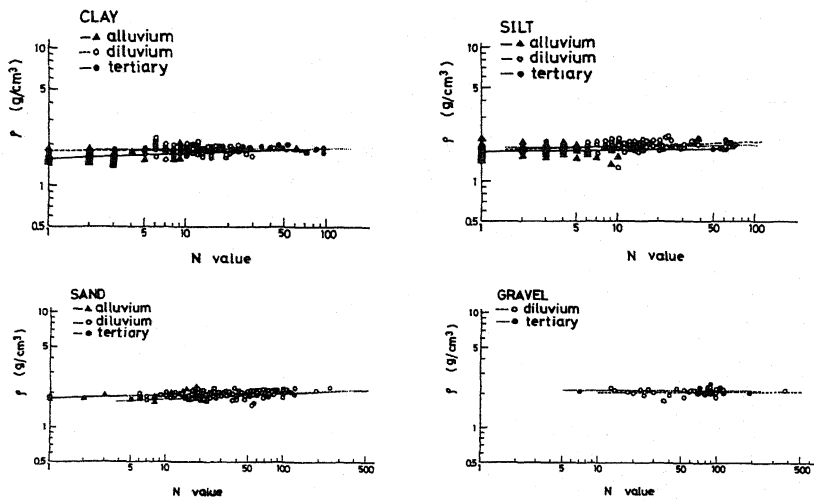 CLAY
alluvium
diluvium
tertiary
ρ (g/cm³)
10
5
1
0.5
1
5
10
50
100
N value
SILT
alluvium
diluvium
tertiary
ρ (g/cm³)
10
5
1
0.5
1
5
10
50
100
N value
SAND
alluvium
diluvium
tertiary
ρ (g/cm³)
10
5
1
0.5
1
5
10
50
100
500
N value
GRAVEL
diluvium
tertiary
ρ (g/cm³)
10
5
1
0.5
1
5
10
50
100
500
N value